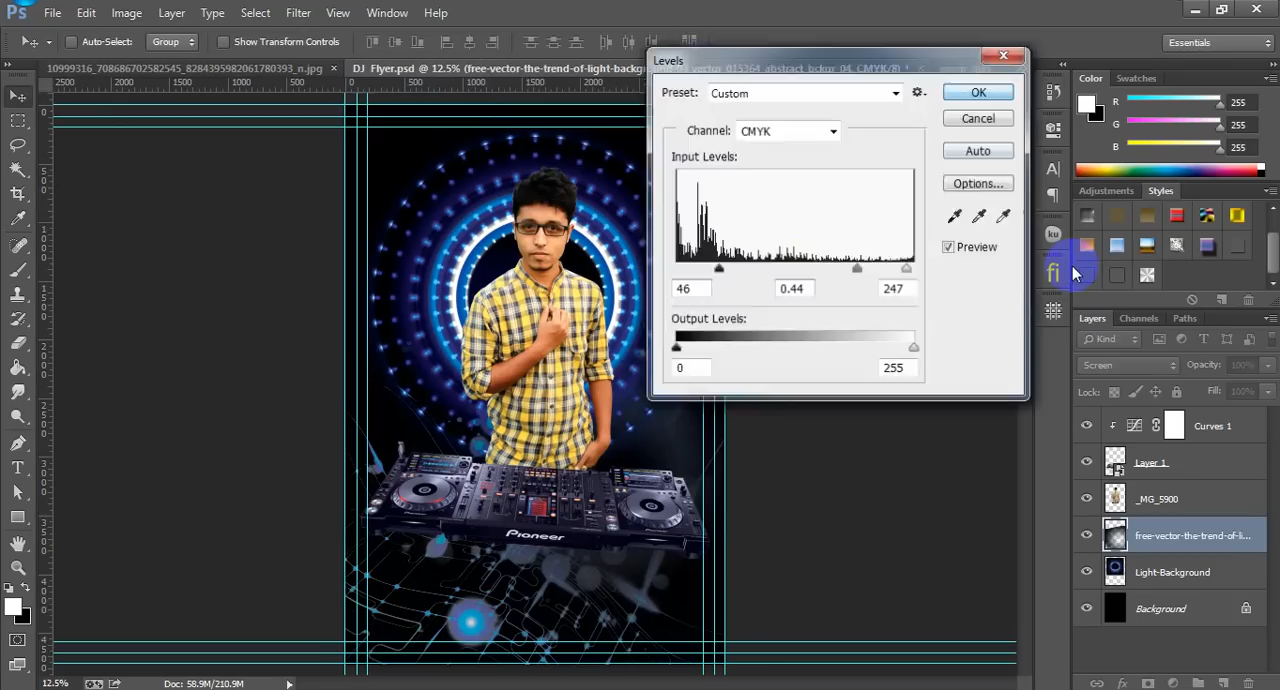 Ps File Edit Image Layer Type Select Filter View Window Help
Auto-Select: Group Show Transform Controls Essentials
10999316_708686702582545_8284395982061780393_n.jpg × DJ Flyer.psd @ 12.5% (free-vector-the-trend-of-light-backg
2500 2000 1500 1000 500 0 500 1000 1500 2000
Levels
Preset: Custom OK
Channel: CMYK Cancel
Input Levels: Auto
Options...
Preview
46 0.44 247
Output Levels:
0 255
Color Swatches
R 255
G 255
B 255
Adjustments Styles
ku
fi
Layers Channels Paths
Kind
Screen Opacity: 100%
Lock: Fill: 100%
Curves 1
Layer 1
_MG_5900
free-vector-the-trend-of-li...
Light-Background
Background
Pioneer
12.5% Doc: 58.9M/210.9M